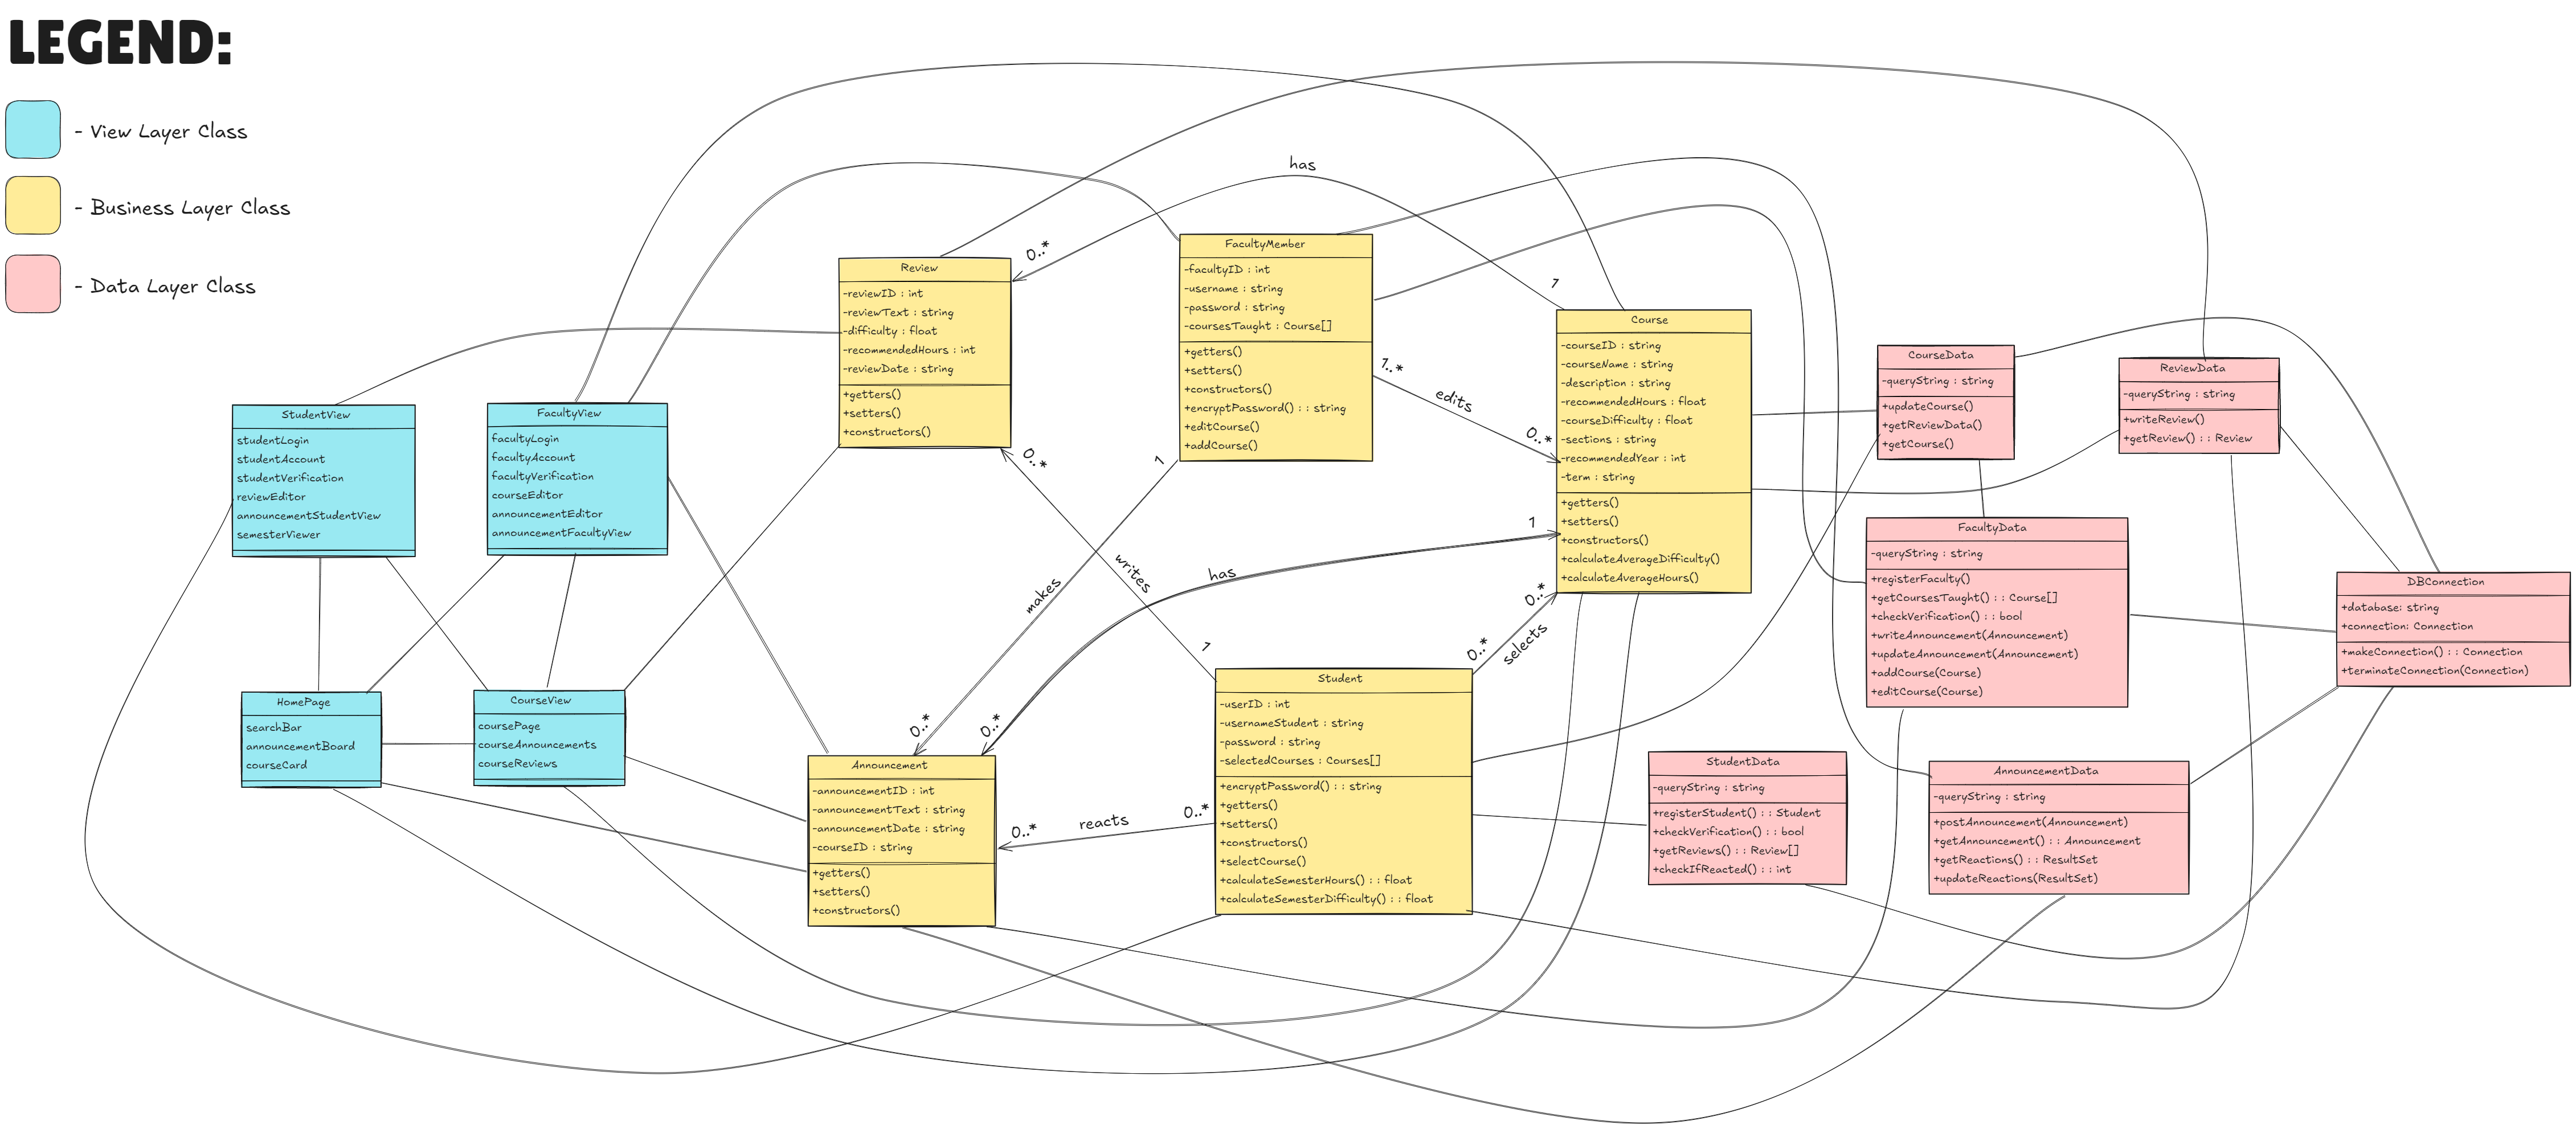 LEGEND:
- View Layer Class
- Business Layer Class
- Data Layer Class
has
0..*
1
Review
-reviewID : int
-reviewText : string
-difficulty : float
-recommendedHours : int
-reviewDate : string
+getters()
+setters()
+constructors()
FacultyMember
-facultyID : int
-username : string
-password : string
-coursesTaught : Course[]
+getters()
+setters()
+constructors()
+encryptPassword() : : string
+editCourse()
+addCourse()
1..*
edits
0..*
Course
-courseID : string
-courseName : string
-description : string
-recommendedHours : float
-courseDifficulty : float
-sections : string
-recommendedYear : int
-term : string
+getters()
+setters()
+constructors()
+calculateAverageDifficulty()
+calculateAverageHours()
CourseData
-queryString : string
+updateCourse()
+getReviewData()
+getCourse()
ReviewData
-queryString : string
+writeReview()
+getReview() : : Review
StudentView
studentLogin
studentAccount
studentVerification
reviewEditor
announcementStudentView
semesterViewer
FacultyView
facultyLogin
facultyAccount
facultyVerification
courseEditor
announcementEditor
announcementFacultyView
0..*
writes
1
1
makes
0..*
1
has
0..*
0..*
selects
0..*
FacultyData
-queryString : string
+registerFaculty()
+getCoursesTaught() : : Course[]
+checkVerification() : : bool
+writeAnnouncement(Announcement)
+updateAnnouncement(Announcement)
+addCourse(Course)
+editCourse(Course)
DBConnection
+database: string
+connection: Connection
+makeConnection() : : Connection
+terminateConnection(Connection)
HomePage
searchBar
announcementBoard
courseCard
CourseView
coursePage
courseAnnouncements
courseReviews
Announcement
-announcementID : int
-announcementText : string
-announcementDate : string
-courseID : string
+getters()
+setters()
+constructors()
0..*
reacts
0..*
Student
-userID : int
-usernameStudent : string
-password : string
-selectedCourses : Courses[]
+encryptPassword() : : string
+getters()
+setters()
+constructors()
+selectCourse()
+calculateSemesterHours() : : float
+calculateSemesterDifficulty() : : float
StudentData
-queryString : string
+registerStudent() : : Student
+checkVerification() : : bool
+getReviews() : : Review[]
+checkIfReacted() : : int
AnnouncementData
-queryString : string
+postAnnouncement(Announcement)
+getAnnouncement() : : Announcement
+getReactions() : : ResultSet
+updateReactions(ResultSet)